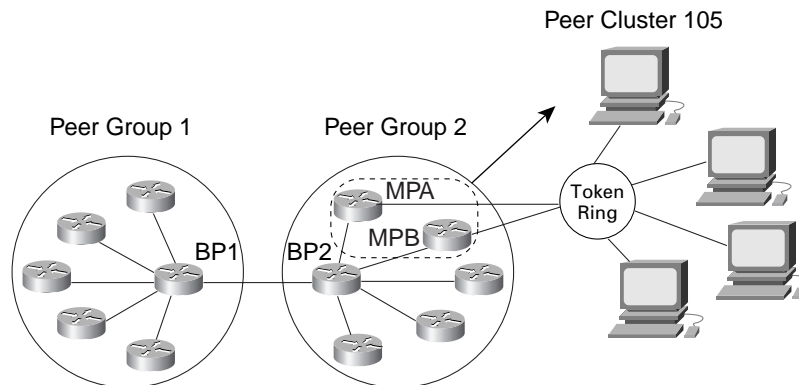 Peer Cluster 105
Peer Group 1
Peer Group 2
MPA
Token
Ring
MPB
BP1
BP2